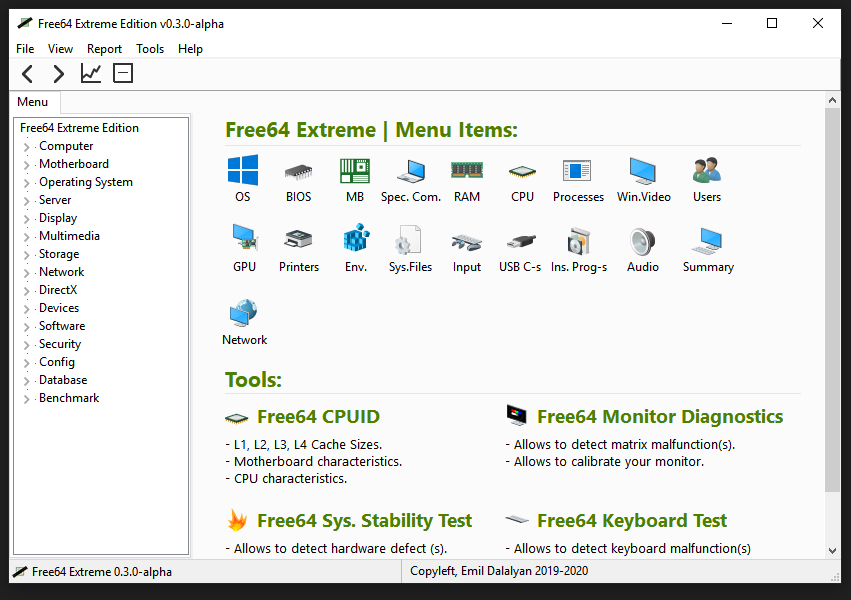 Free64 Extreme Edition v0.3.0-alpha
File View Report Tools Help
Menu
Free64 Extreme Edition
Computer
Motherboard
Operating System
Server
Display
Multimedia
Storage
Network
DirectX
Devices
Software
Security
Config
Database
Benchmark
Free64 Extreme | Menu Items:
OS BIOS MB Spec. Com. RAM CPU Processes Win.Video Users
GPU Printers Env. Sys.Files Input USB C-s Ins. Prog-s Audio Summary
Network
Tools:
Free64 CPUID
- L1, L2, L3, L4 Cache Sizes.
- Motherboard characteristics.
- CPU characteristics.
Free64 Monitor Diagnostics
- Allows to detect matrix malfunction(s).
- Allows to calibrate your monitor.
Free64 Sys. Stability Test
- Allows to detect hardware defect (s).
Free64 Keyboard Test
- Allows to detect keyboard malfunction(s)
Free64 Extreme 0.3.0-alpha
Copyleft, Emil Dalalyan 2019-2020